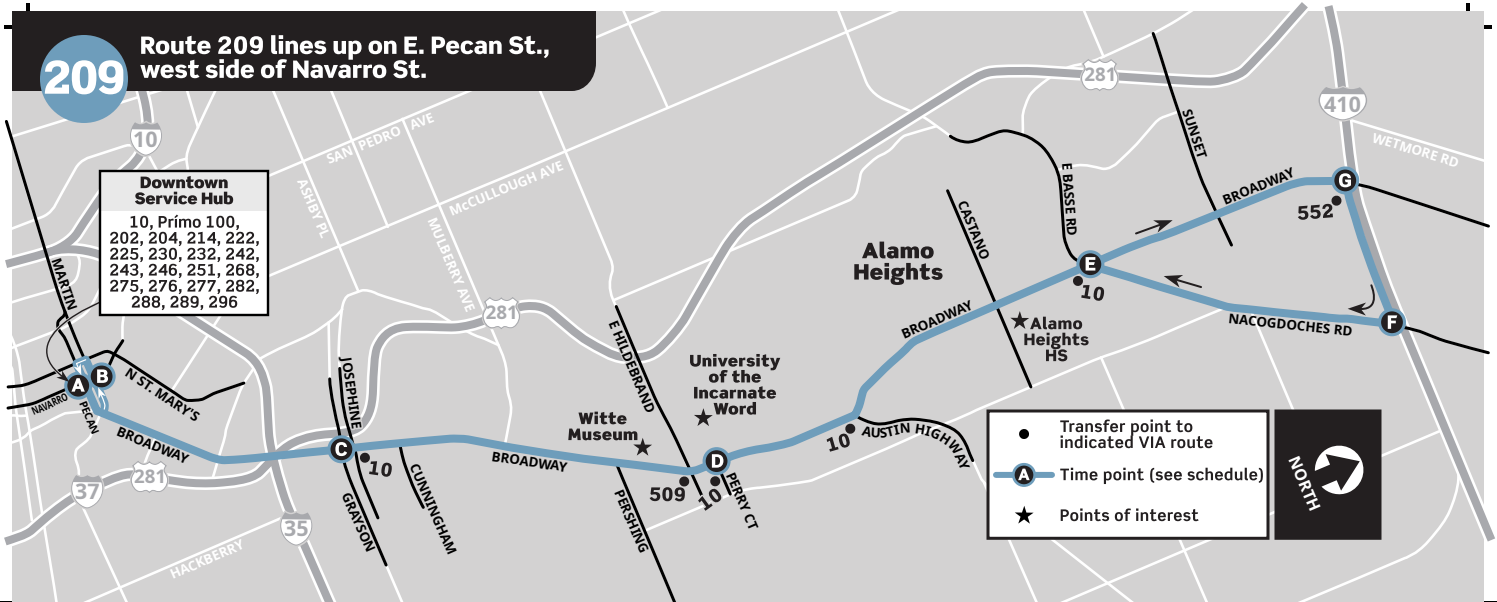 209
Route 209 lines up on E. Pecan St.,
west side of Navarro St.
10
Downtown
Service Hub
10, Prímo 100,
202, 204, 214, 222,
225, 230, 232, 242,
243, 246, 251, 268,
275, 276, 277, 282,
288, 289, 296
SAN PEDRO AVE
McCULLOUGH AVE
ASHBY PL
MULBERRY AVE
MARTIN
A
B
NAVARRO
PECAN
N ST. MARY'S
BROADWAY
37
281
35
HACKBERRY
JOSEPHINE
C
10
GRAYSON
CUNNINGHAM
281
BROADWAY
E HILDEBRAND
Witte
Museum
University
of the
Incarnate
Word
509
D
10
PERRY CT
PERSHING
10
AUSTIN HIGHWAY
Alamo
Heights
BROADWAY
CASTANO
E BASSE RD
E
10
Alamo
Heights
HS
281
SUNSET
BROADWAY
410
WETMORE RD
G
552
F
NACOGDOCHES RD
Transfer point to
indicated VIA route
A
Time point (see schedule)
Points of interest
NORTH